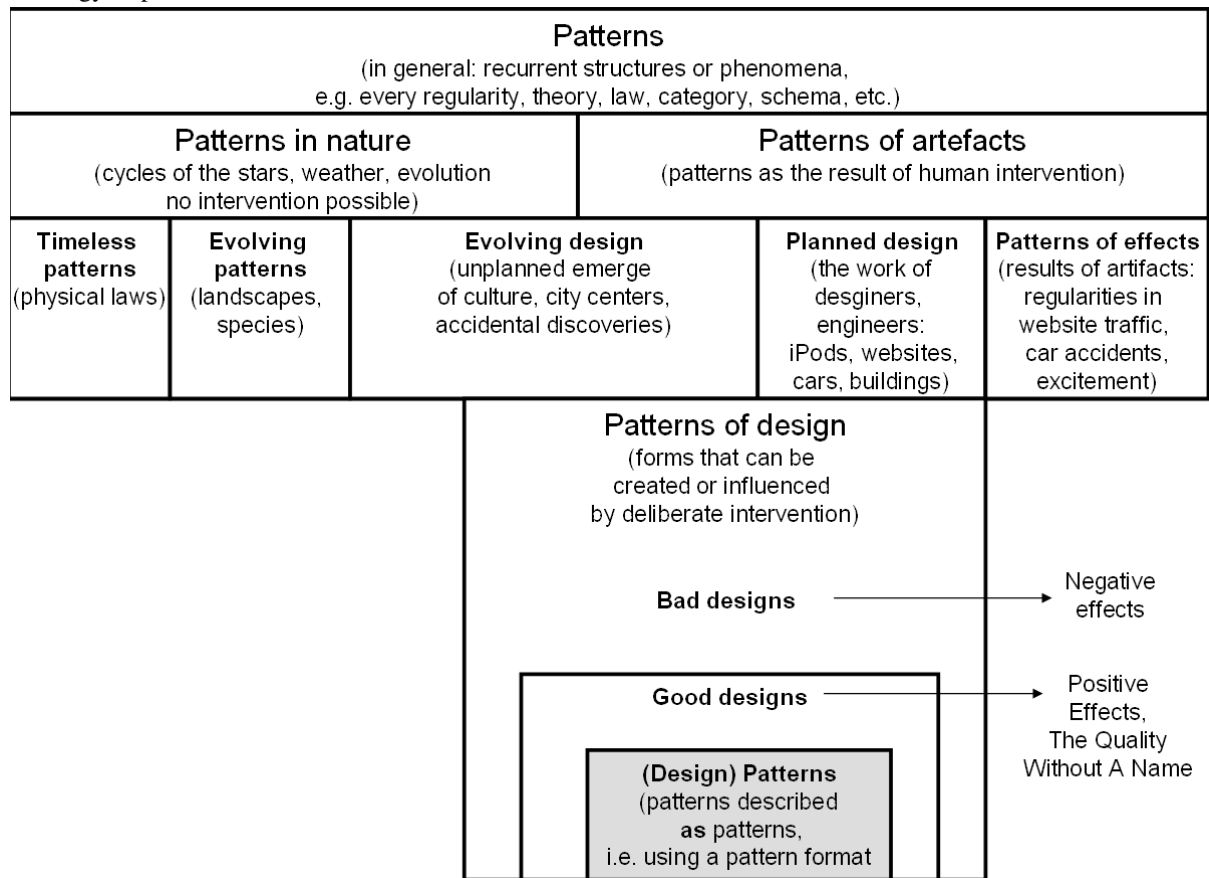 Patterns
(in general: recurrent structures or phenomena,
e.g. every regularity, theory, law, category, schema, etc.)
Patterns in nature
(cycles of the stars, weather, evolution
no intervention possible)
Patterns of artefacts
(patterns as the result of human intervention)
Timeless
patterns
(physical laws)
Evolving
patterns
(landscapes,
species)
Evolving design
(unplanned emerge
of culture, city centers,
accidental discoveries)
Planned design
(the work of
desginers,
engineers:
iPods, websites,
cars, buildings)
Patterns of effects
(results of artifacts:
regularities in
website traffic,
car accidents,
excitement)
Patterns of design
(forms that can be
created or influenced
by deliberate intervention)
Bad designs
Negative
effects
Good designs
Positive
Effects,
The Quality
Without A Name
(Design) Patterns
(patterns described
as patterns,
i.e. using a pattern format